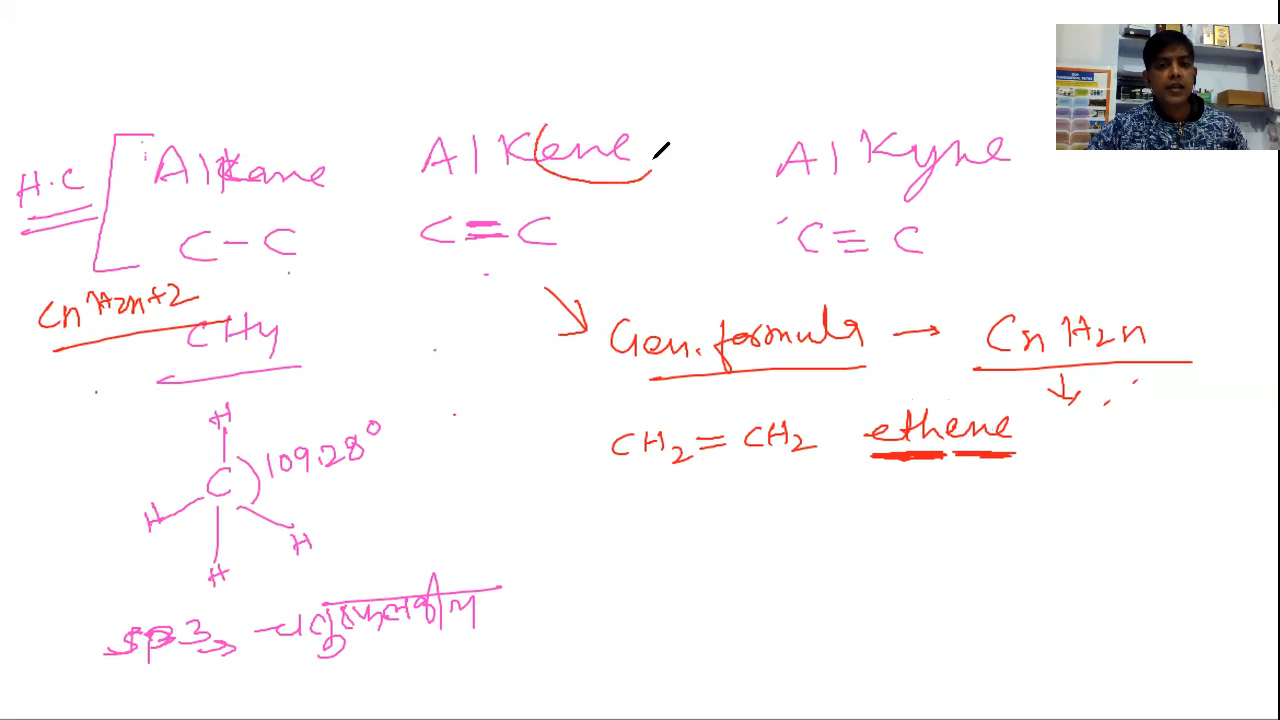 H.C
Alkane
Alkene
Alkyne
C-C
C=C
C≡C
CnH2n+2
CH4
Gen. formula → CnH2n
CH2=CH2 ethene
H
C 109.28°
H
H
H
sp3 चतुष्फलकीय